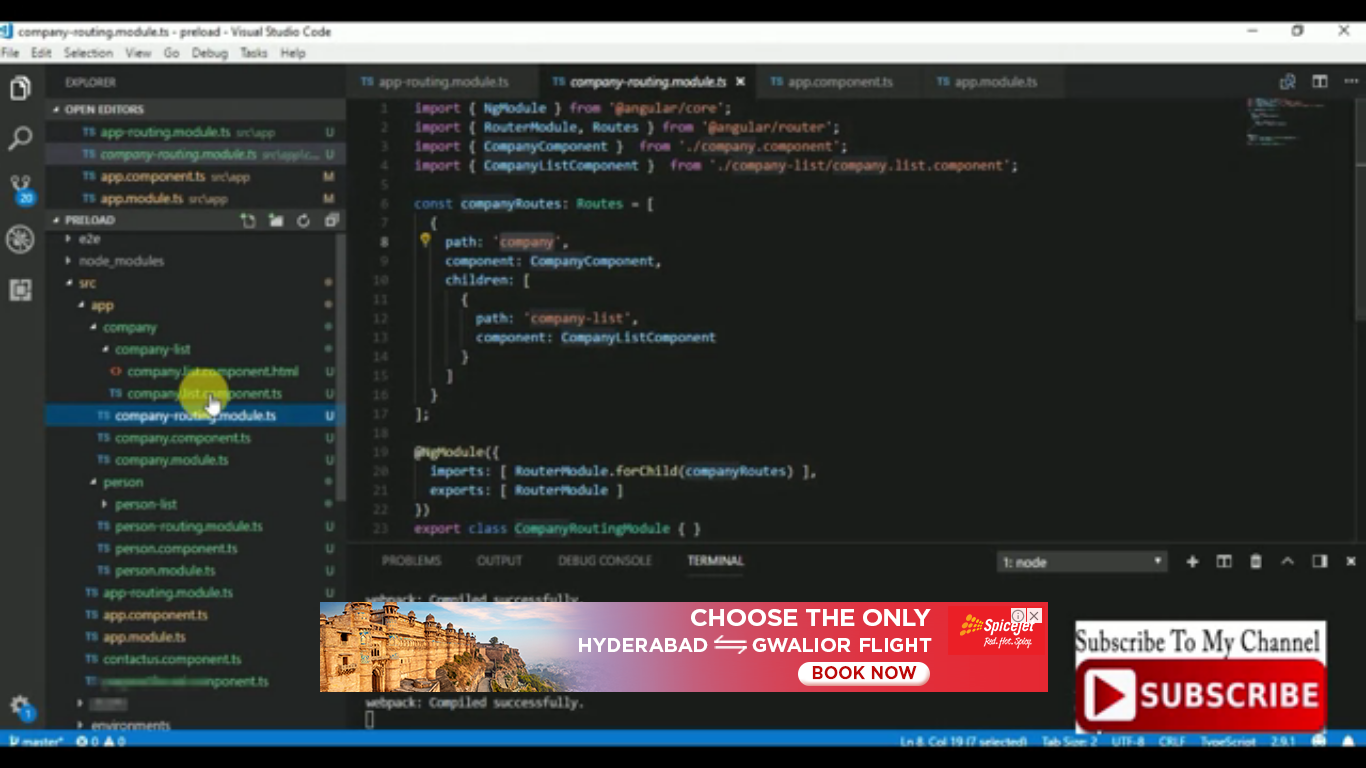 company-routing.module.ts - preload - Visual Studio Code
File Edit Selection View Go Debug Tasks Help
EXPLORER
OPEN EDITORS
TS app-routing.module.ts src\app U
TS company-routing.module.ts src\app\c... U
TS app.component.ts src\app M
TS app.module.ts src\app M
20
PRELOAD
e2e
node_modules
src
app
company
company-list
<> company.list.component.html U
TS company.list.component.ts U
TS company-routing.module.ts U
TS company.component.ts U
TS company.module.ts U
person
person-list
TS person-routing.module.ts U
TS person.component.ts U
TS person.module.ts U
TS app-routing.module.ts U
TS app.component.ts
TS app.module.ts
TS contactus.component.ts
environments
1
TS app-routing.module.ts TS company-routing.module.ts TS app.component.ts TS app.module.ts
1 import { NgModule } from '@angular/core';
2 import { RouterModule, Routes } from '@angular/router';
3 import { CompanyComponent } from './company.component';
4 import { CompanyListComponent } from './company-list/company.list.component';
5
6 const companyRoutes: Routes = [
7 {
8 path: 'company',
9 component: CompanyComponent,
10 children: [
11 {
12 path: 'company-list',
13 component: CompanyListComponent
14 }
15 ]
16 }
17 ];
18
19 @NgModule({
20 imports: [ RouterModule.forChild(companyRoutes) ],
21 exports: [ RouterModule ]
22 })
23 export class CompanyRoutingModule { }
PROBLEMS OUTPUT DEBUG CONSOLE TERMINAL 1: node
webpack: Compiled successfully.
CHOOSE THE ONLY
HYDERABAD GWALIOR FLIGHT
BOOK NOW
SpiceJet
Red. Hot. Spicy.
webpack: Compiled successfully.
Subscribe To My Channel
SUBSCRIBE
master* 0 0 Ln 8, Col 19 (7 selected) Tab Size: 2 UTF-8 CRLF TypeScript 2.9.1